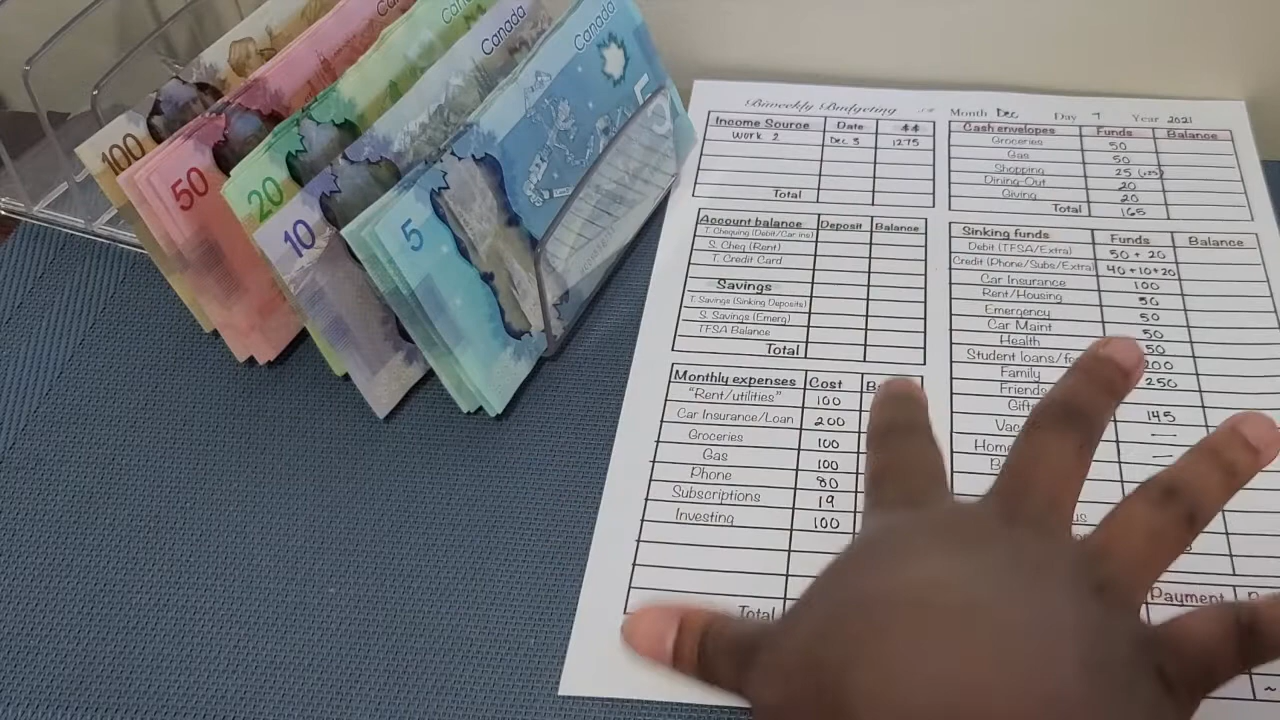 Canada
Canada
100
50
20
10
5
5
Biweekly Budgeting Month Dec Day 7 Year 2021
Income Source Date $$
Work 2 Dec 3 1275
Total
Account balance Deposit Balance
T. Chequing (Debit/Car ins)
S. Cheq (Rent)
T. Credit Card
Savings
T. Savings (Sinking Deposits)
S. Savings (Emerg)
TFSA Balance
Total
Monthly expenses Cost
"Rent/utilities" 100
Car Insurance/Loan 200
Groceries 100
Gas 100
Phone 80
Subscriptions 19
Investing 100
Total
Cash envelopes Funds Balance
Groceries 50
Gas 50
Shopping 25
Dining-Out 20
Giving 20
Total 165
Sinking funds Funds Balance
Debit (TFSA/Extra) 50 + 20
Credit (Phone/Subs/Extra) 40+10+20
Car Insurance 100
Rent/Housing 50
Emergency 50
Car Maint 50
Health 50
Student loans/
Family 250
Friends
145
Payment